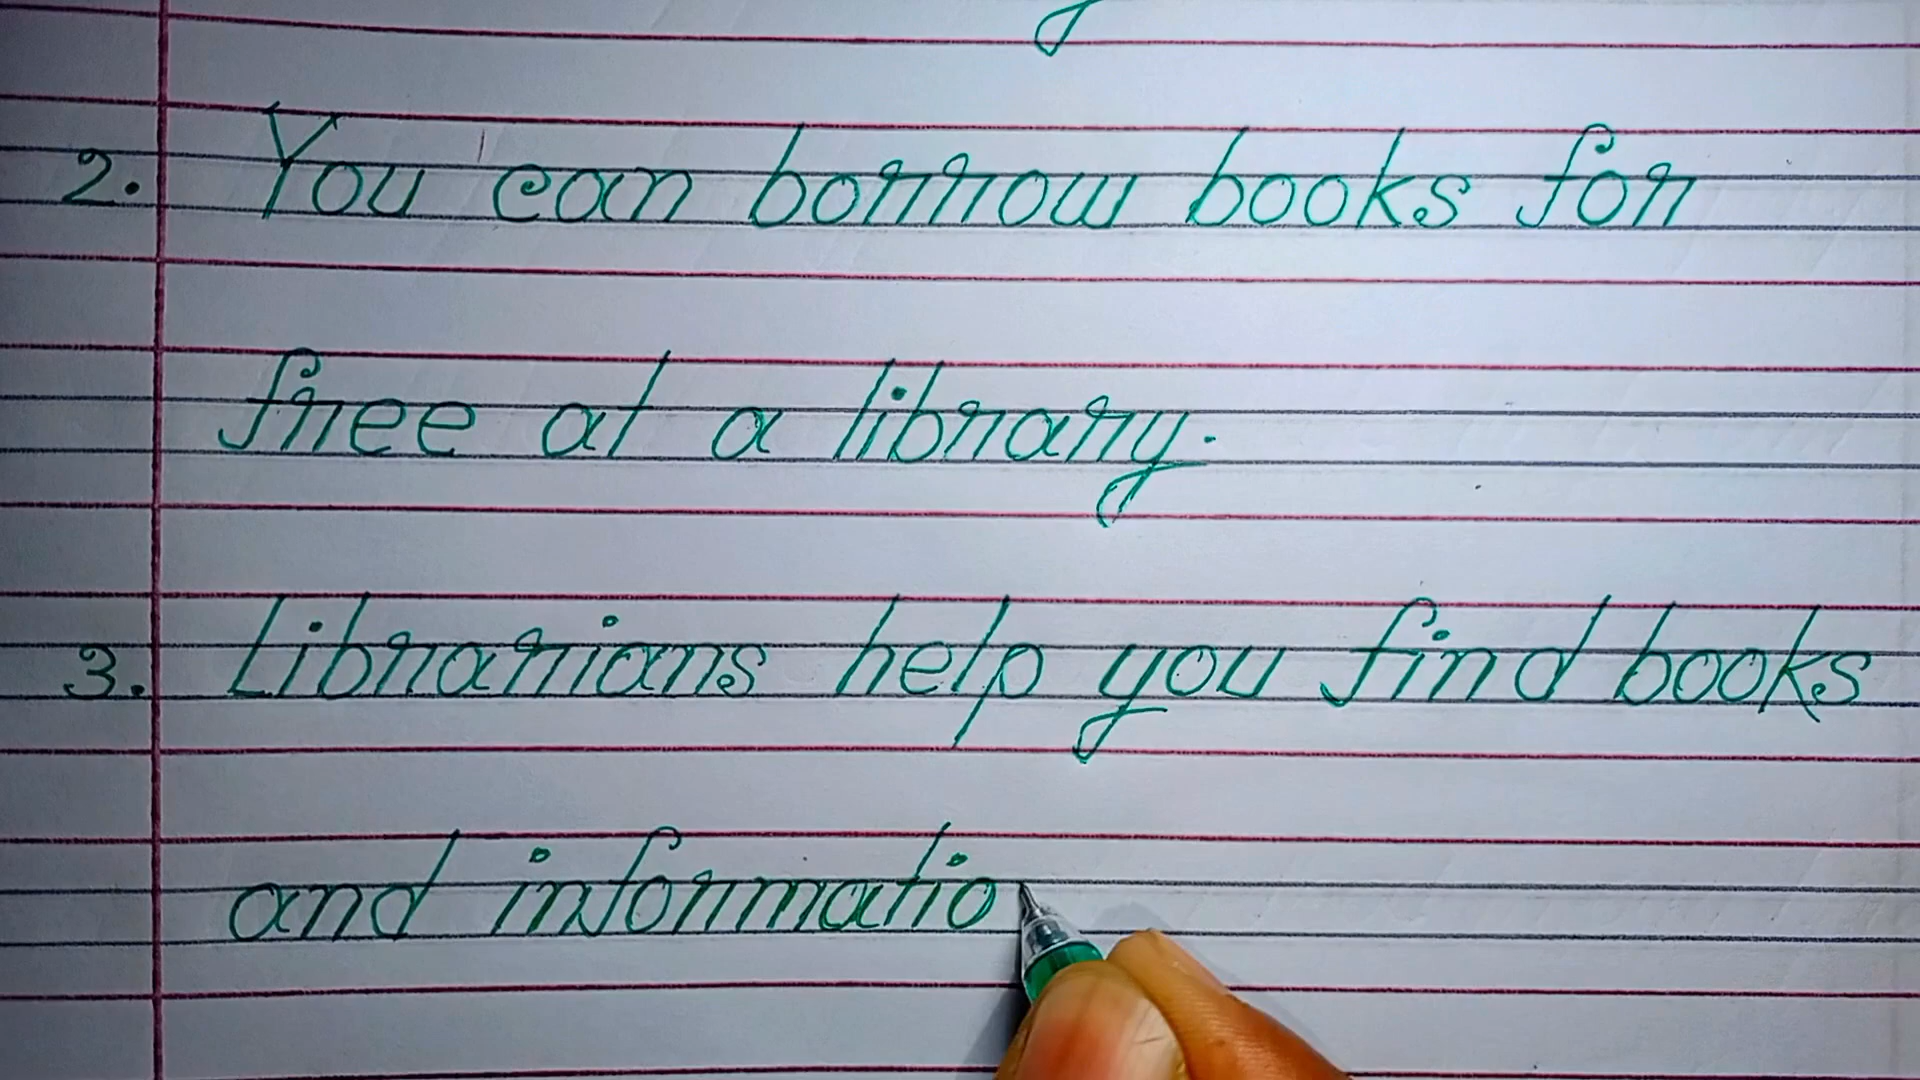 2. You can borrow books for
free at a library.
3. Librarians help you find books
and informatio